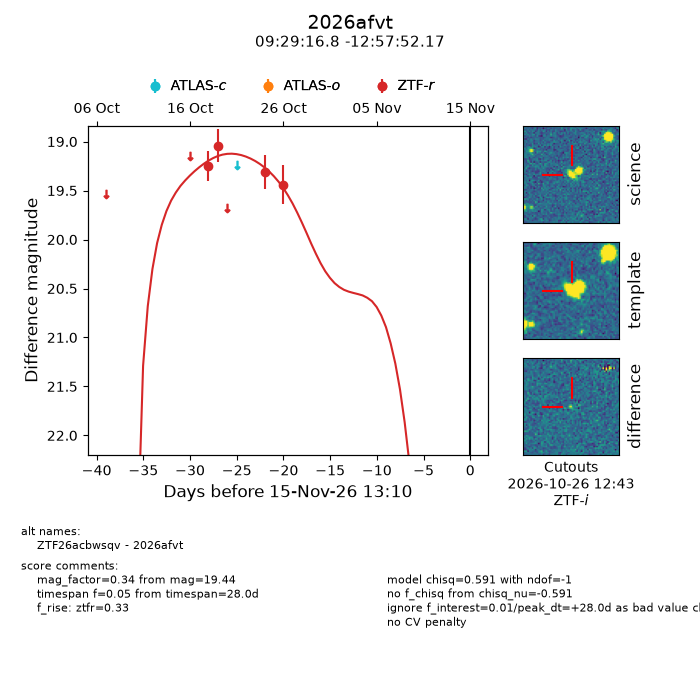 2026afvt
09:29:16.8 -12:57:52.17
ATLAS-c
ATLAS-o
ZTF-r
06 Oct
16 Oct
26 Oct
05 Nov
15 Nov
19.0
19.5
20.0
20.5
21.0
21.5
22.0
Difference magnitude
−40
−35
−30
−25
−20
−15
−10
−5
0
Days before 15-Nov-26 13:10
science
template
difference
Cutouts
2026-10-26 12:43
ZTF-i
alt names:
ZTF26acbwsqv - 2026afvt
score comments:
mag_factor=0.34 from mag=19.44
timespan f=0.05 from timespan=28.0d
f_rise: ztfr=0.33
model chisq=0.591 with ndof=-1
no f_chisq from chisq_nu=-0.591
ignore f_interest=0.01/peak_dt=+28.0d as bad value
no CV penalty